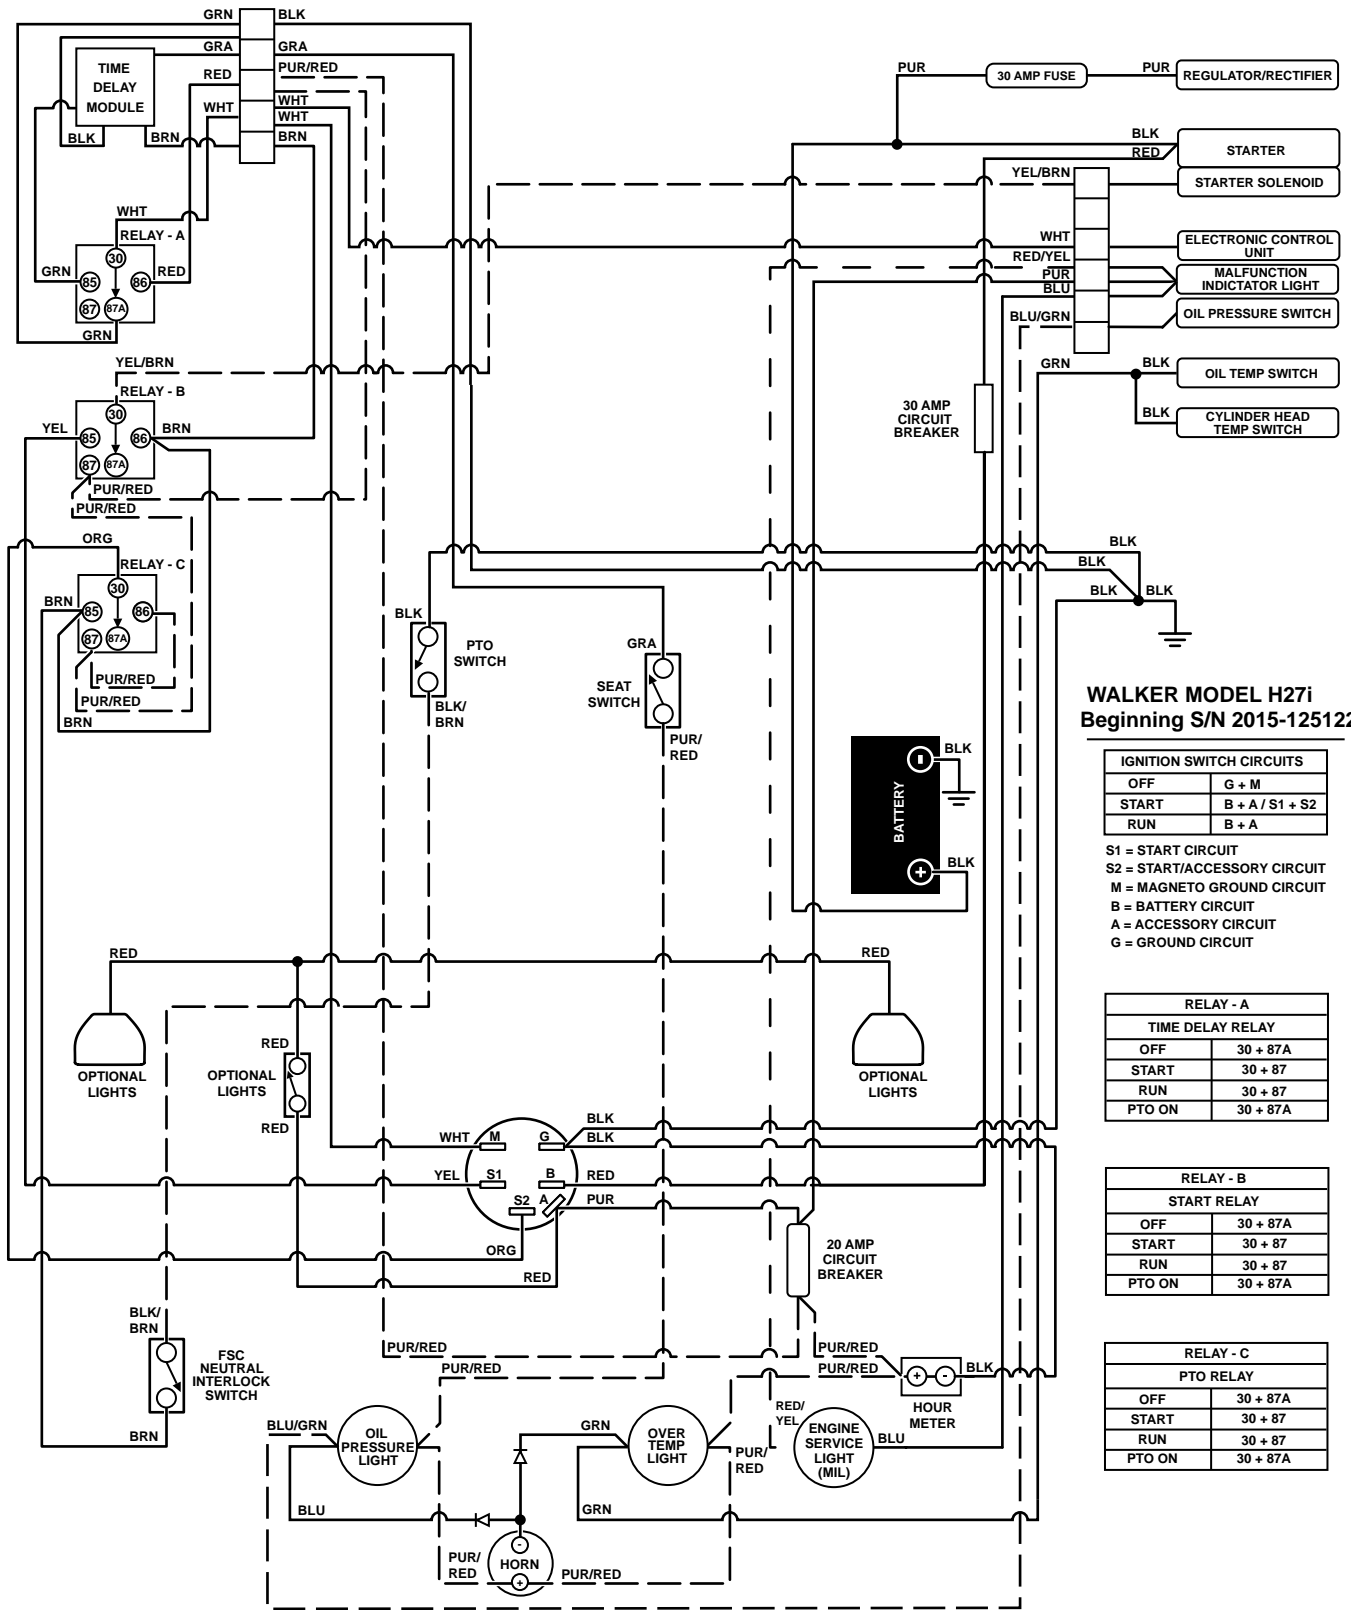 GRN
BLK
GRA
GRA
PUR/RED
TIME
DELAY
MODULE
RED
WHT
WHT
WHT
BLK
BRN
BRN
PUR
30 AMP FUSE
PUR
REGULATOR/RECTIFIER
BLK
RED
STARTER
YEL/BRN
STARTER SOLENOID
WHT
RELAY - A
30
GRN
85
86
RED
87
87A
GRN
WHT
ELECTRONIC CONTROL
UNIT
RED/YEL
PUR
BLU
MALFUNCTION
INDICTATOR LIGHT
BLU/GRN
OIL PRESSURE SWITCH
GRN
BLK
OIL TEMP SWITCH
BLK
CYLINDER HEAD
TEMP SWITCH
YEL/BRN
RELAY - B
30
YEL
85
86
BRN
87
87A
PUR/RED
PUR/RED
30 AMP
CIRCUIT
BREAKER
ORG
RELAY - C
30
BRN
85
86
87
87A
PUR/RED
PUR/RED
BRN
BLK
BLK
BLK
BLK
BLK
PTO
SWITCH
BLK/
BRN
GRA
SEAT
SWITCH
PUR/
RED
WALKER MODEL H27i
Beginning S/N 2015-125122
BLK
-
BATTERY
+
BLK
IGNITION SWITCH CIRCUITS
OFF G + M
START B + A / S1 + S2
RUN B + A
S1 = START CIRCUIT
S2 = START/ACCESSORY CIRCUIT
M = MAGNETO GROUND CIRCUIT
B = BATTERY CIRCUIT
A = ACCESSORY CIRCUIT
G = GROUND CIRCUIT
RED
RED
OPTIONAL
LIGHTS
RED
OPTIONAL
LIGHTS
RED
OPTIONAL
LIGHTS
RELAY - A
TIME DELAY RELAY
OFF 30 + 87A
START 30 + 87
RUN 30 + 87
PTO ON 30 + 87A
WHT
M
G
BLK
BLK
YEL
S1
B
RED
S2
A
PUR
ORG
RED
20 AMP
CIRCUIT
BREAKER
RELAY - B
START RELAY
OFF 30 + 87A
START 30 + 87
RUN 30 + 87
PTO ON 30 + 87A
BLK/
BRN
FSC
NEUTRAL
INTERLOCK
SWITCH
BRN
PUR/RED
PUR/RED
PUR/RED
PUR/RED
+
-
BLK
HOUR
METER
RELAY - C
PTO RELAY
OFF 30 + 87A
START 30 + 87
RUN 30 + 87
PTO ON 30 + 87A
BLU/GRN
OIL
PRESSURE
LIGHT
GRN
OVER
TEMP
LIGHT
PUR/
RED
RED/
YEL
ENGINE
SERVICE
LIGHT
(MIL)
BLU
BLU
GRN
-
HORN
+
PUR/
RED
PUR/RED